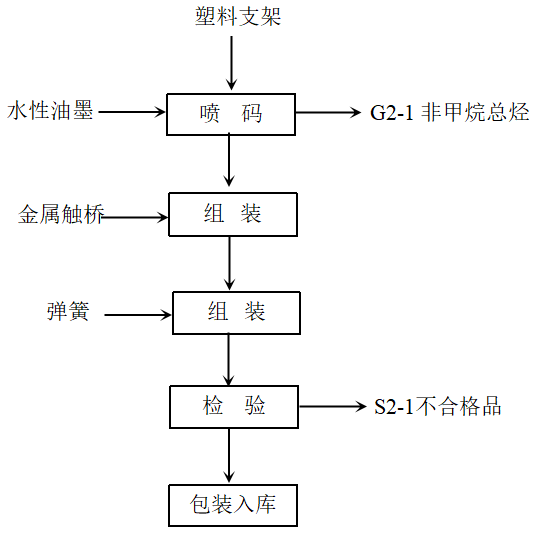 塑料支架
水性油墨
喷 码
G2-1 非甲烷总烃
金属触桥
组 装
弹簧
组 装
检 验
S2-1不合格品
包装入库